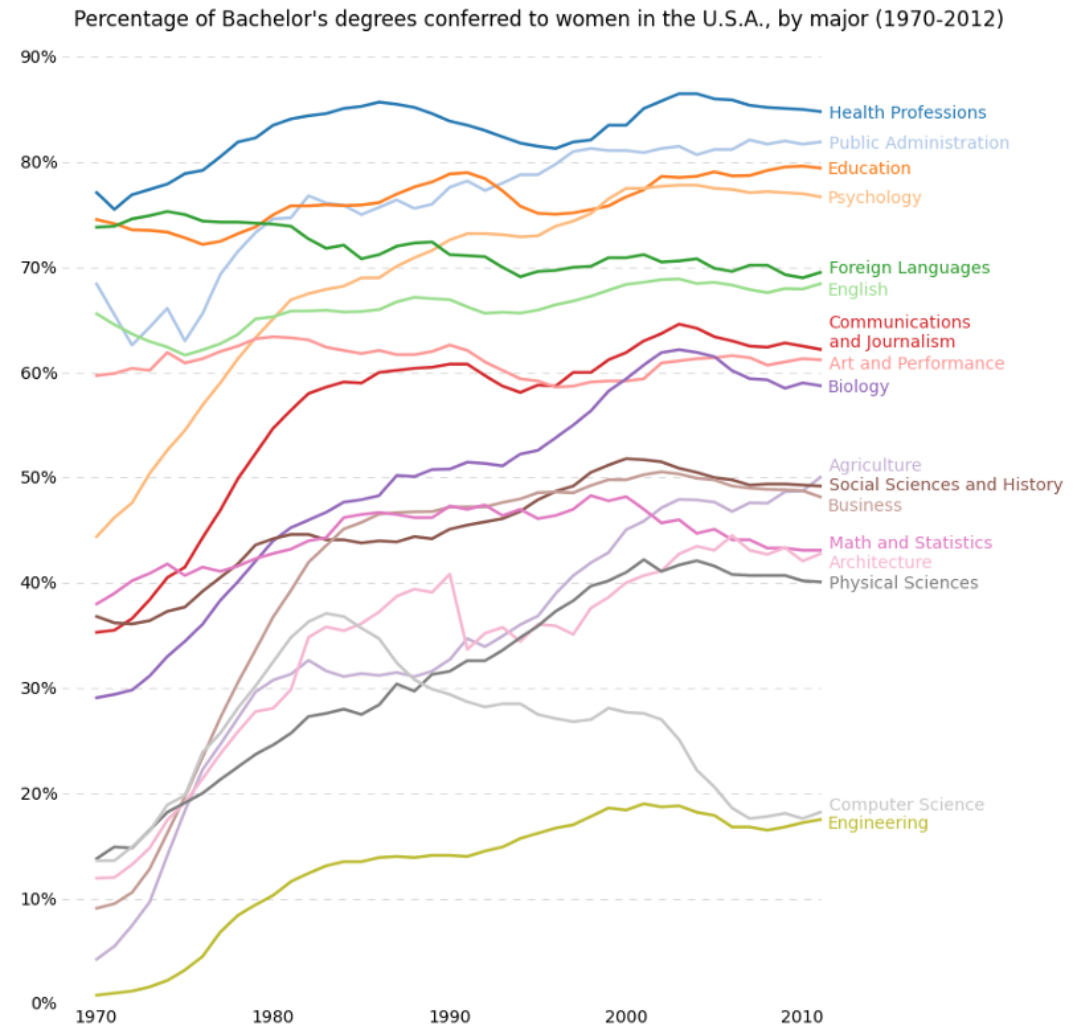 Percentage of Bachelor's degrees conferred to women in the U.S.A., by major (1970-2012)
90%
80%
70%
60%
50%
40%
30%
20%
10%
0%
Health Professions
Public Administration
Education
Psychology
Foreign Languages
English
Communications
and Journalism
Art and Performance
Biology
Agriculture
Social Sciences and History
Business
Math and Statistics
Architecture
Physical Sciences
Computer Science
Engineering
1970 1980 1990 2000 2010